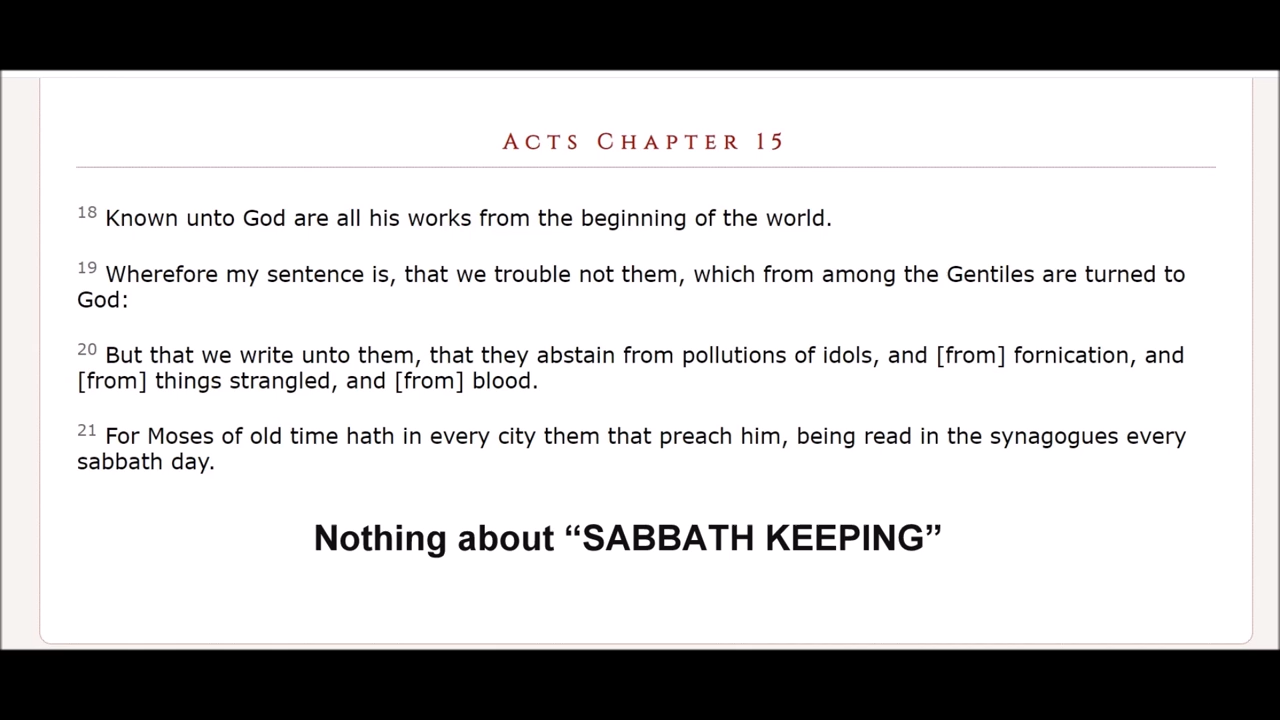 Acts Chapter 15
18 Known unto God are all his works from the beginning of the world.
19 Wherefore my sentence is, that we trouble not them, which from among the Gentiles are turned to
God:
20 But that we write unto them, that they abstain from pollutions of idols, and [from] fornication, and
[from] things strangled, and [from] blood.
21 For Moses of old time hath in every city them that preach him, being read in the synagogues every
sabbath day.
Nothing about “SABBATH KEEPING”